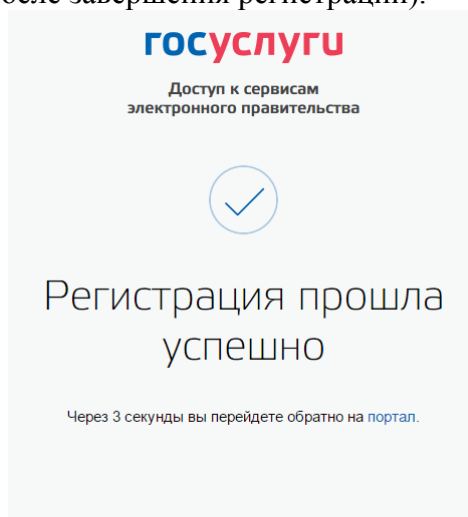 после завершения регистрации).
госуслуги
Доступ к сервисам
электронного правительства
Регистрация прошла
успешно
Через 3 секунды вы перейдете обратно на портал.